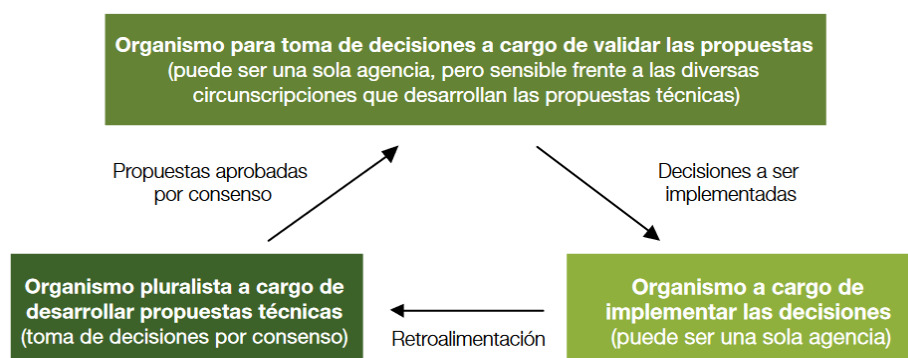 Organismo para toma de decisiones a cargo de validar las propuestas
(puede ser una sola agencia, pero sensible frente a las diversas
circunscripciones que desarrollan las propuestas técnicas)
Propuestas aprobadas
por consenso
Decisiones a ser
implementadas
Organismo pluralista a cargo de
desarrollar propuestas técnicas
(toma de decisiones por consenso)
Retroalimentación
Organismo a cargo de
implementar las decisiones
(puede ser una sola agencia)